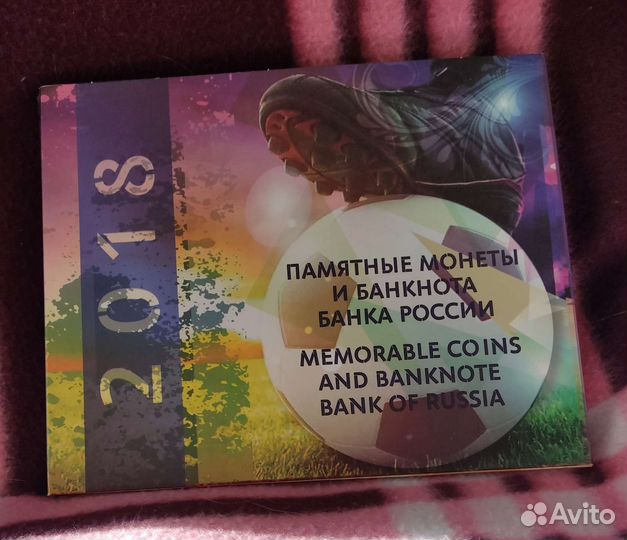 2018
ПАМЯТНЫЕ МОНЕТЫ
И БАНКНОТА
БАНКА РОССИИ
MEMORABLE COINS
AND BANKNOTE
BANK OF RUSSIA
Avito